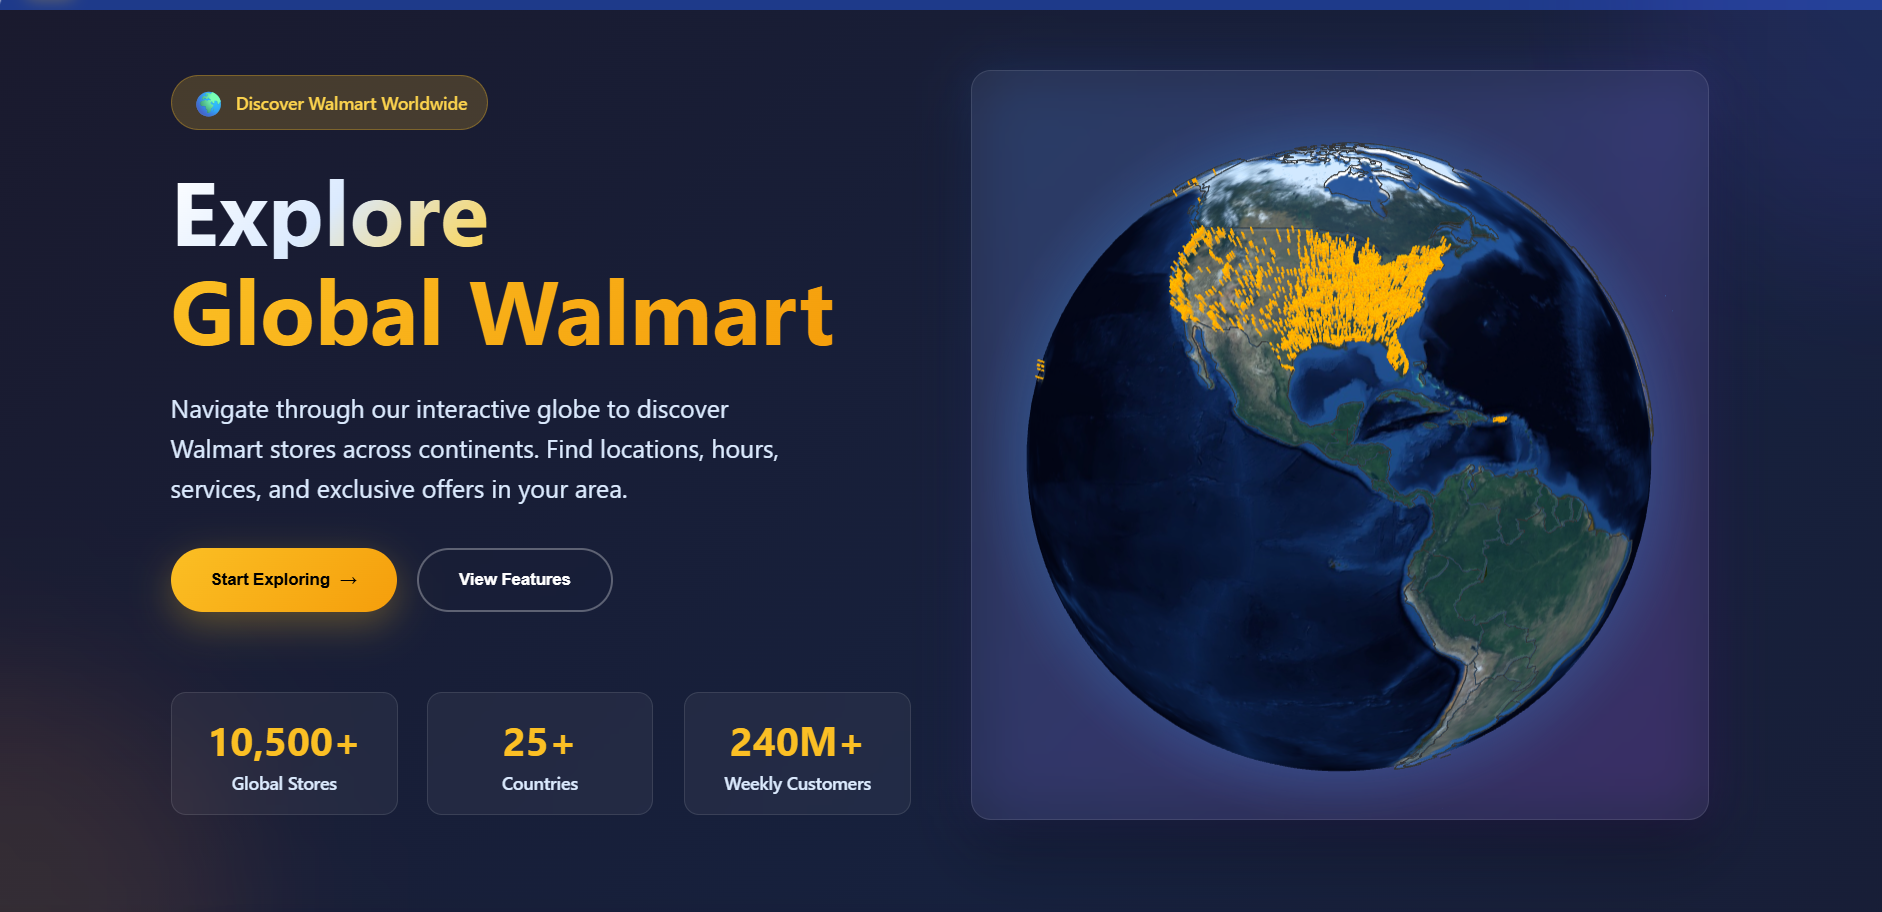 Discover Walmart Worldwide
Explore
Global Walmart
Navigate through our interactive globe to discover
Walmart stores across continents. Find locations, hours,
services, and exclusive offers in your area.
Start Exploring →
View Features
10,500+
Global Stores
25+
Countries
240M+
Weekly Customers